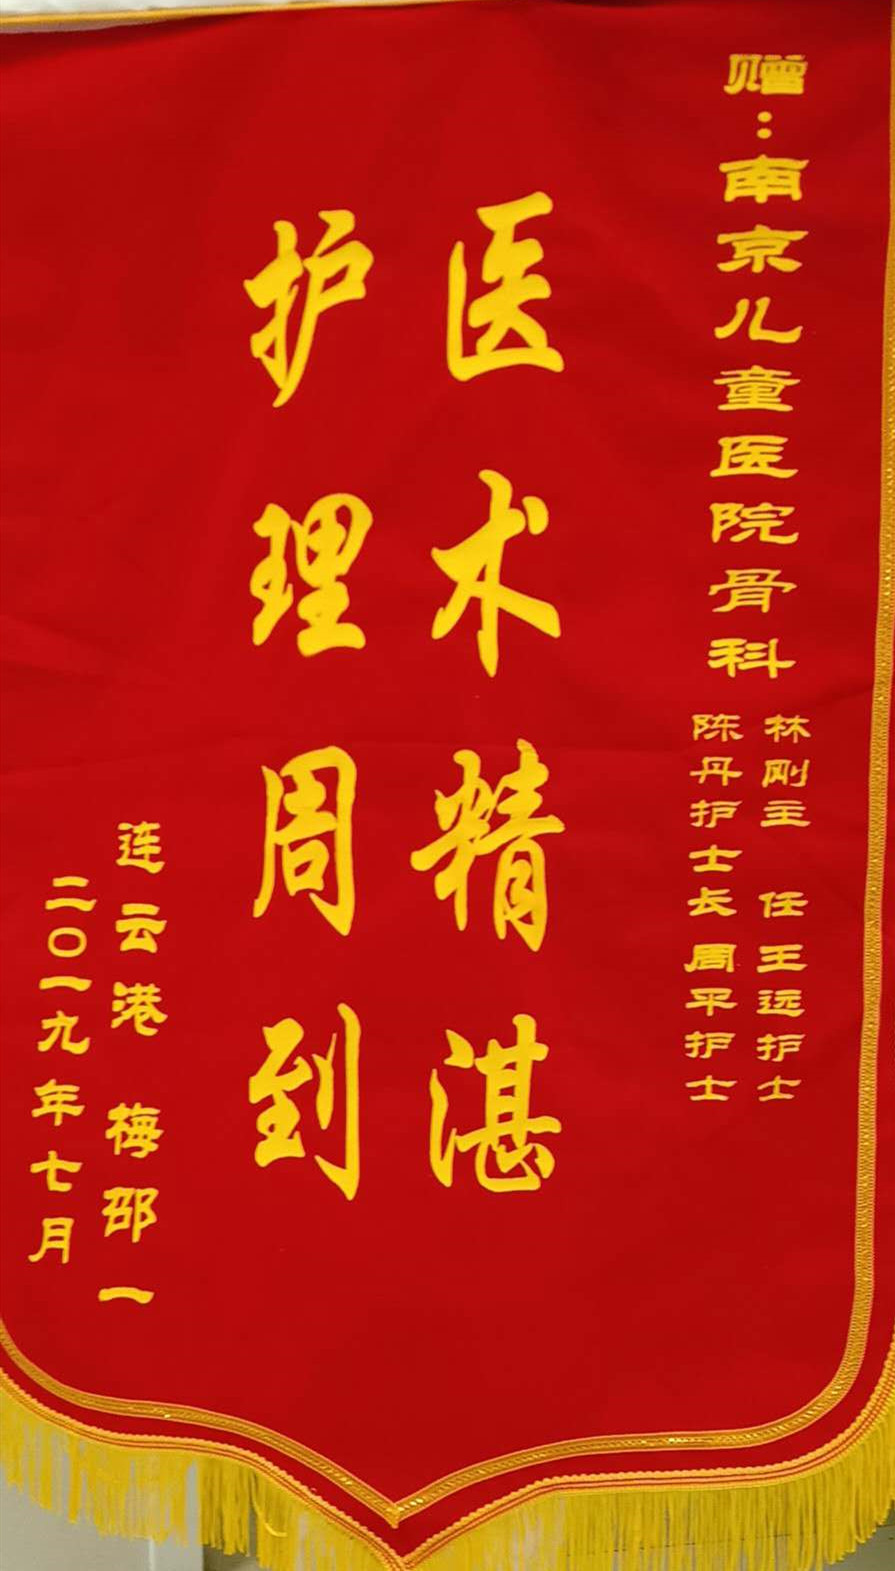 赠：南京儿童医院骨科
林刚主 任 王远护士
陈丹护士长 周平护士
医术精湛
护理周到
连云港 梅邵一
二〇一九年七月